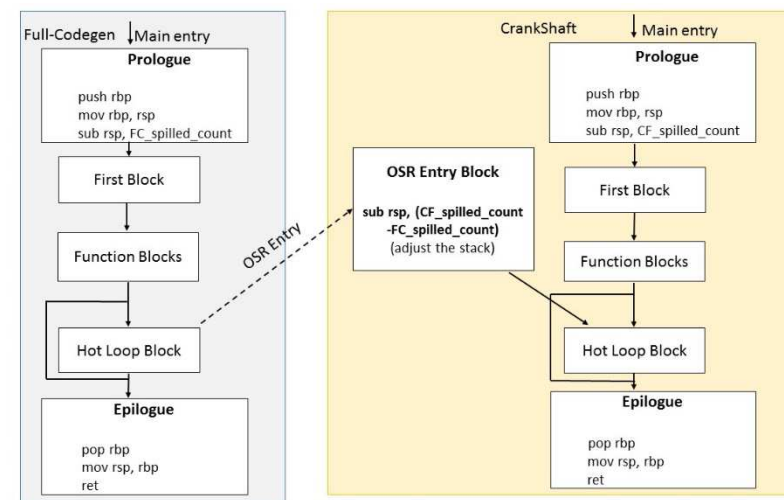 Full-Codegen
Main entry
Prologue
push rbp
mov rbp, rsp
sub rsp, FC_spilled_count
First Block
Function Blocks
Hot Loop Block
Epilogue
pop rbp
mov rsp, rbp
ret
OSR Entry
OSR Entry Block
sub rsp, (CF_spilled_count
-FC_spilled_count)
(adjust the stack)
CrankShaft
Main entry
Prologue
push rbp
mov rbp, rsp
sub rsp, CF_spilled_count
First Block
Function Blocks
Hot Loop Block
Epilogue
pop rbp
mov rsp, rbp
ret